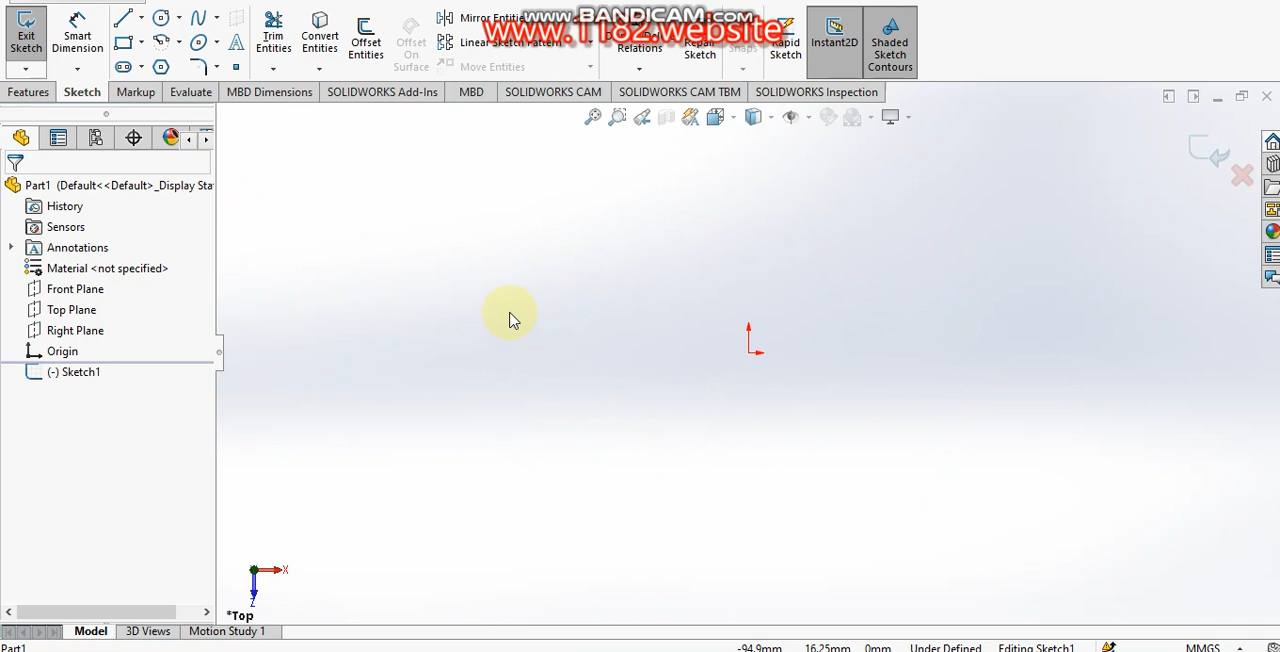 www.BANDICAM.com
www.1182.website
Exit Sketch
Smart Dimension
Trim Entities
Convert Entities
Offset Entities
Offset On Surface
Mirror Entities
Linear Sketch Pattern
Move Entities
Relations
Repair Sketch
Snaps
Rapid Sketch
Instant2D
Shaded Sketch Contours
Features
Sketch
Markup
Evaluate
MBD Dimensions
SOLIDWORKS Add-Ins
MBD
SOLIDWORKS CAM
SOLIDWORKS CAM TBM
SOLIDWORKS Inspection
Part1 (Default<<Default>_Display Sta
History
Sensors
Annotations
Material <not specified>
Front Plane
Top Plane
Right Plane
Origin
(-) Sketch1
X
Z
*Top
Model
3D Views
Motion Study 1
Part1
-94.9mm
16.25mm
0mm
Under Defined
Editing Sketch1
MMGS